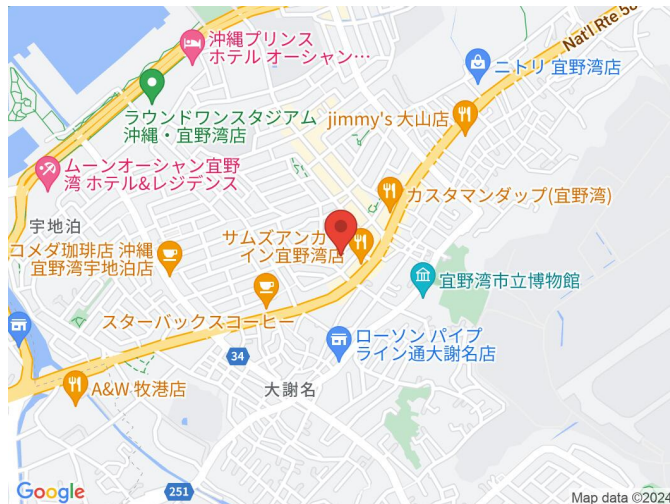 沖縄プリンス
ホテル オーシャン…
Nat'l Rte 58
ニトリ 宜野湾店
ラウンドワンスタジアム
沖縄・宜野湾店
jimmy's 大山店
ムーンオーシャン宜野
湾 ホテル&レジデンス
カスタマンダップ(宜野湾)
宇地泊
コメダ珈琲店 沖縄
宜野湾宇地泊店
サムズアンカ
イン宜野湾店
宜野湾市立博物館
スターバックスコーヒー
ローソン パイプ
ライン通大謝名店
34
A&W 牧港店
大謝名
Google
251
Map data ©2024